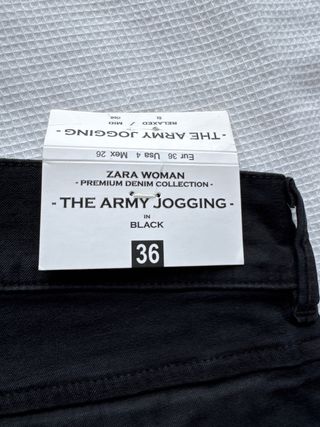 - THE ARMY JOGGING -
RELAXED / MID
Eur 36 Usa 4 Mex 26
ZARA WOMAN
- PREMIUM DENIM COLLECTION -
- THE ARMY JOGGING -
IN
BLACK
36